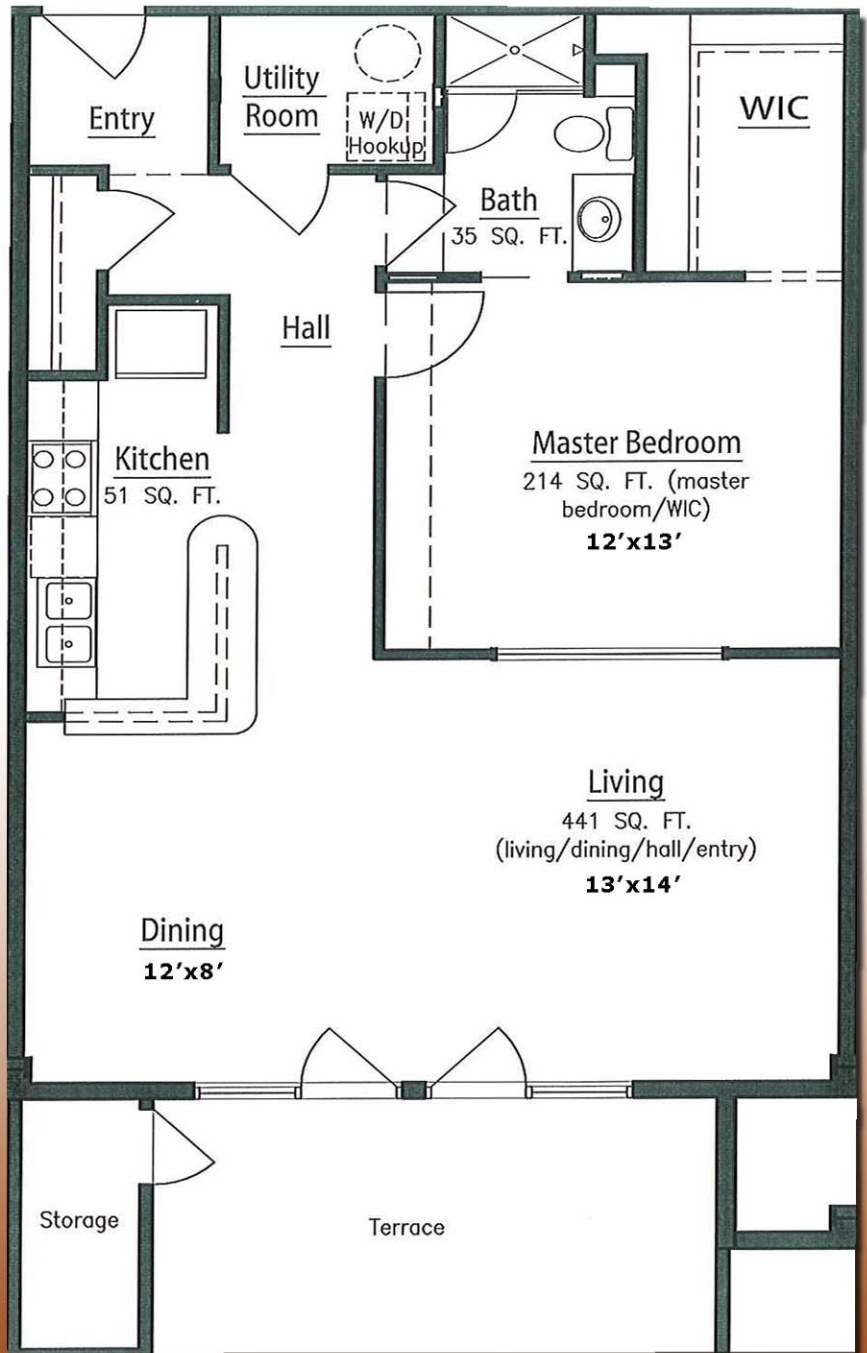 Entry
Utility
Room
W/D
Hookup
WIC
Bath
35 SQ. FT.
Hall
Kitchen
51 SQ. FT.
Master Bedroom
214 SQ. FT. (master
bedroom/WIC)
12'x13'
Living
441 SQ. FT.
(living/dining/hall/entry)
13'x14'
Dining
12'x8'
Storage
Terrace